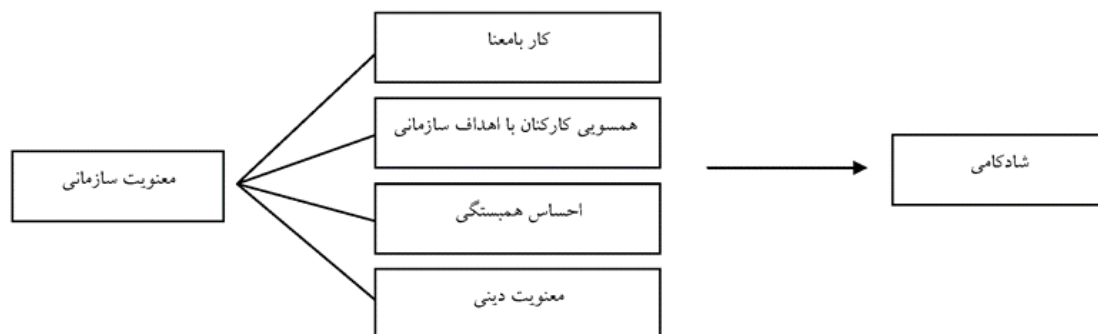 کار بامعنا
همسویی کارکنان با اهداف سازمانی
معنویت سازمانی
شادکامی
احساس همبستگی
معنویت دینی